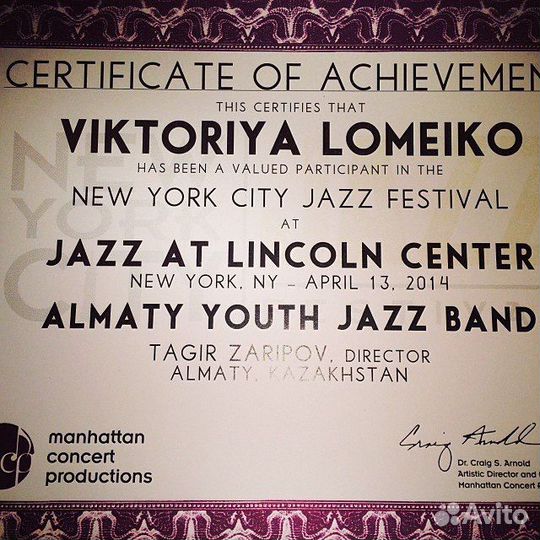 CERTIFICATE OF ACHIEVEMEN
THIS CERTIFIES THAT
VIKTORIYA LOMEIKO
HAS BEEN A VALUED PARTICIPANT IN THE
NEW YORK CITY JAZZ FESTIVAL
AT
JAZZ AT LINCOLN CENTER
NEW YORK, NY – APRIL 13, 2014
ALMATY YOUTH JAZZ BAND
TAGIR ZARIPOV, DIRECTOR
ALMATY, KAZAKHSTAN
manhattan
concert
productions
Craig Arnold
Dr. Craig S. Arnold
Artistic Director and
Manhattan Concert
Avito